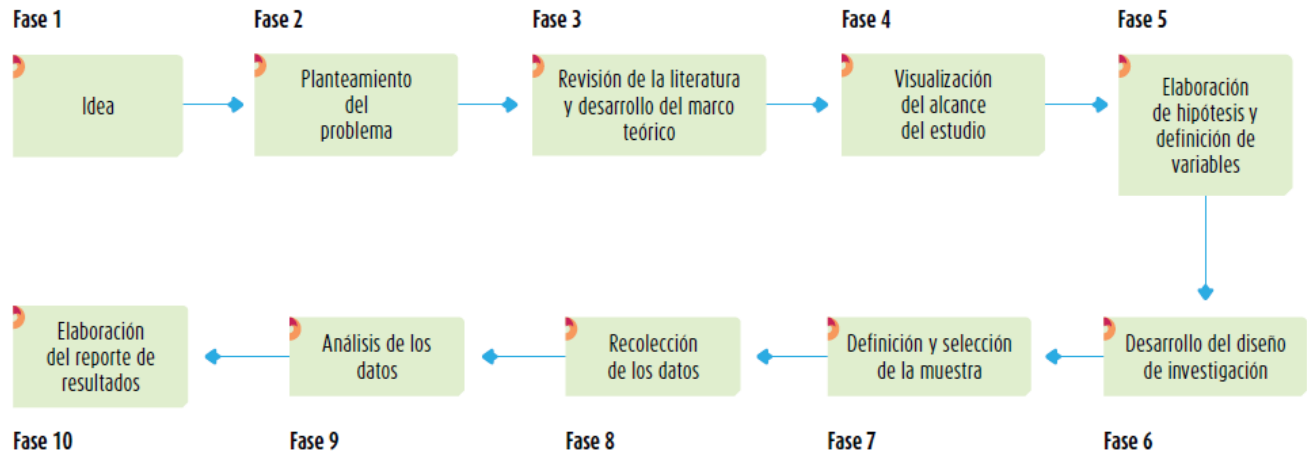 Fase 1
Idea
Fase 2
Planteamiento
del
problema
Fase 3
Revisión de la literatura
y desarrollo del marco
teórico
Fase 4
Visualización
del alcance
del estudio
Fase 5
Elaboración
de hipótesis y
definición de
variables
Desarrollo del diseño
de investigación
Fase 6
Definición y selección
de la muestra
Fase 7
Recolección
de los datos
Fase 8
Análisis de los
datos
Fase 9
Elaboración
del reporte de
resultados
Fase 10